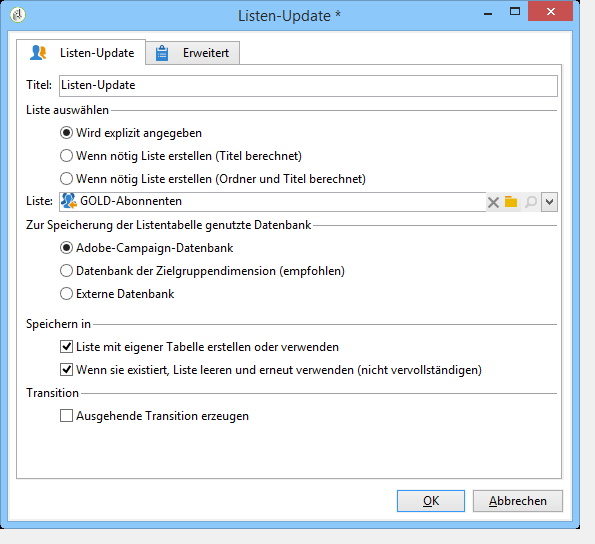 Listen-Update *
Listen-Update
Erweitert
Titel: Listen-Update
Liste auswählen
Wird explizit angegeben
Wenn nötig Liste erstellen (Titel berechnet)
Wenn nötig Liste erstellen (Ordner und Titel berechnet)
Liste: GOLD-Abonnenten
Zur Speicherung der Listentabelle genutzte Datenbank
Adobe-Campaign-Datenbank
Datenbank der Zielgruppendimension (empfohlen)
Externe Datenbank
Speichern in
Liste mit eigener Tabelle erstellen oder verwenden
Wenn sie existiert, Liste leeren und erneut verwenden (nicht vervollständigen)
Transition
Ausgehende Transition erzeugen
OK
Abbrechen